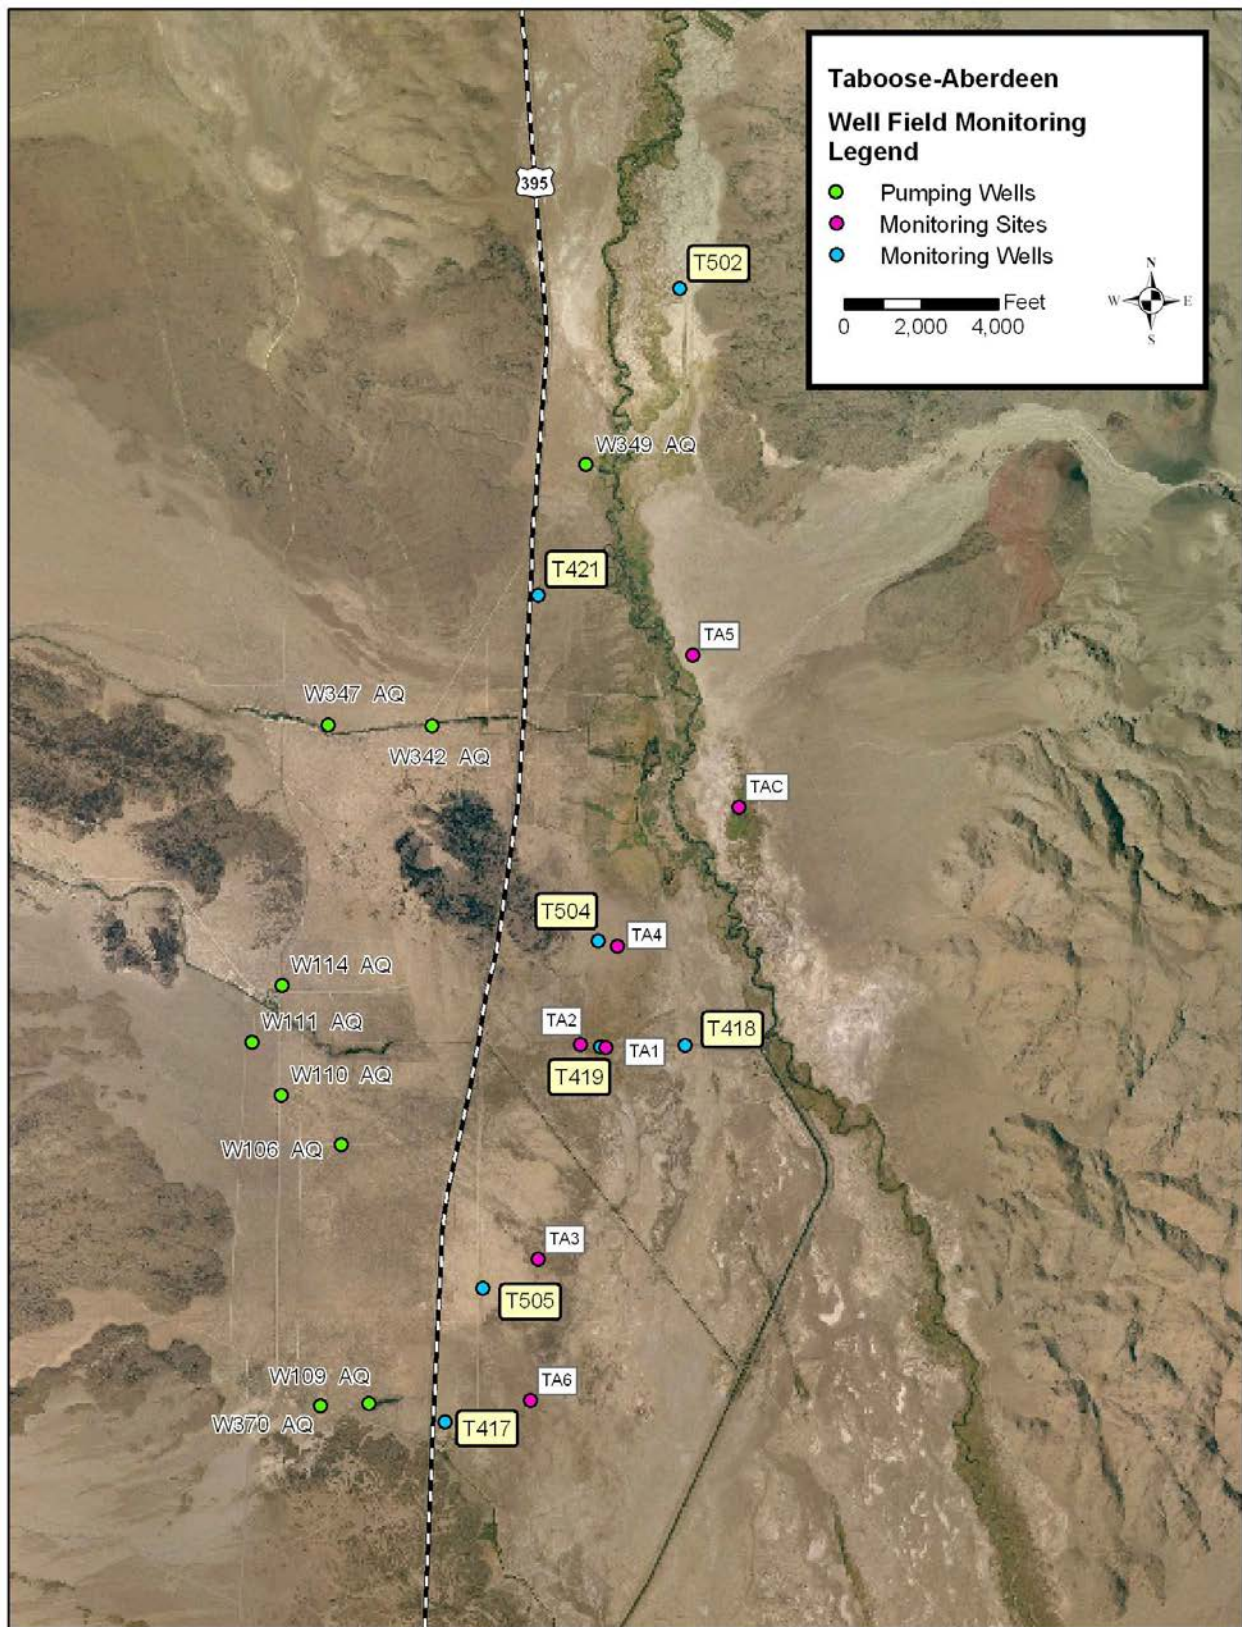 Taboose-Aberdeen
Well Field Monitoring
Legend
Pumping Wells
Monitoring Sites
Monitoring Wells
Feet
0 2,000 4,000
N
W E
S
395
T502
W349 AQ
T421
TA5
W347 AQ
W342 AQ
TAC
T504
TA4
W114 AQ
W111 AQ
TA2
T418
TA1
T419
W110 AQ
W106 AQ
TA3
T505
W109 AQ
TA6
W370 AQ
T417